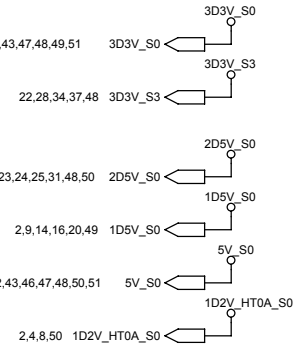 3D3V_S0
,43,47,48,49,51 3D3V_S0
3D3V_S3
22,28,34,37,48 3D3V_S3
2D5V_S0
23,24,25,31,48,50 2D5V_S0
1D5V_S0
2,9,14,16,20,49 1D5V_S0
5V_S0
,43,46,47,48,50,51 5V_S0
1D2V_HT0A_S0
2,4,8,50 1D2V_HT0A_S0